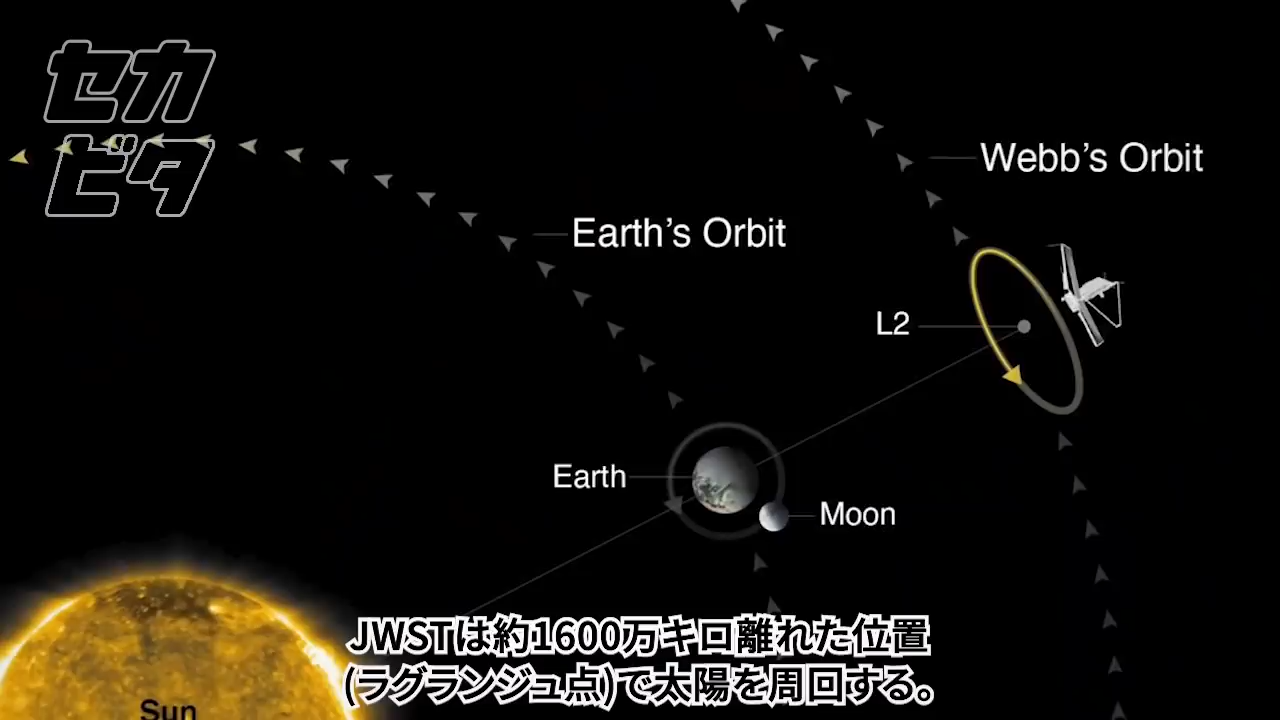 セカ
ビタ
Webb's Orbit
Earth's Orbit
L2
Earth
Moon
Sun
JWSTは約1600万キロ離れた位置
(ラグランジュ点)で太陽を周回する。